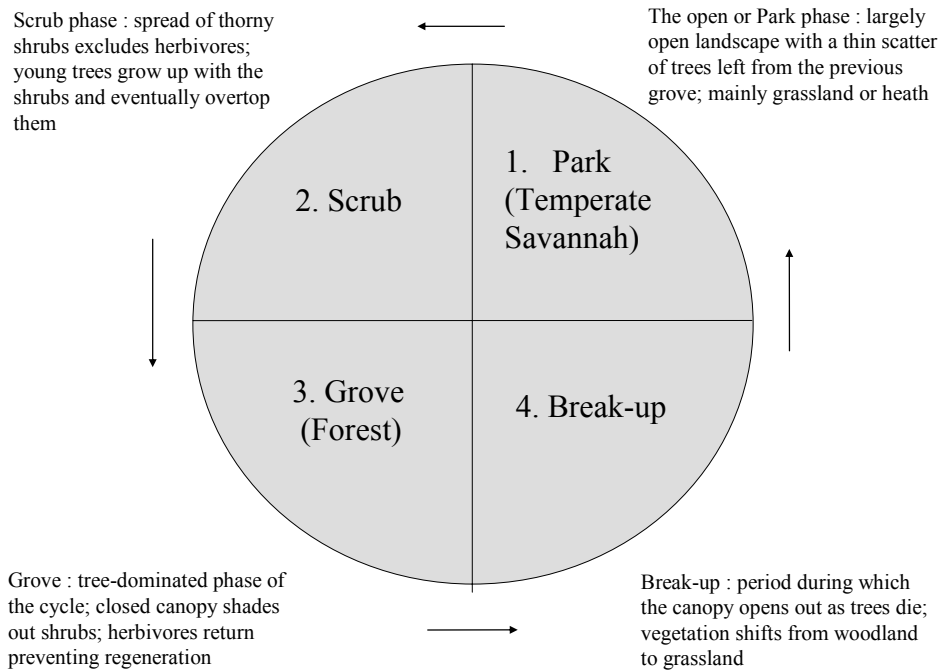 Scrub phase : spread of thorny
shrubs excludes herbivores;
young trees grow up with the
shrubs and eventually overtop
them
The open or Park phase : largely
open landscape with a thin scatter
of trees left from the previous
grove; mainly grassland or heath
2. Scrub
1. Park
(Temperate
Savannah)
3. Grove
(Forest)
4. Break-up
Grove : tree-dominated phase of
the cycle; closed canopy shades
out shrubs; herbivores return
preventing regeneration
Break-up : period during which
the canopy opens out as trees die;
vegetation shifts from woodland
to grassland